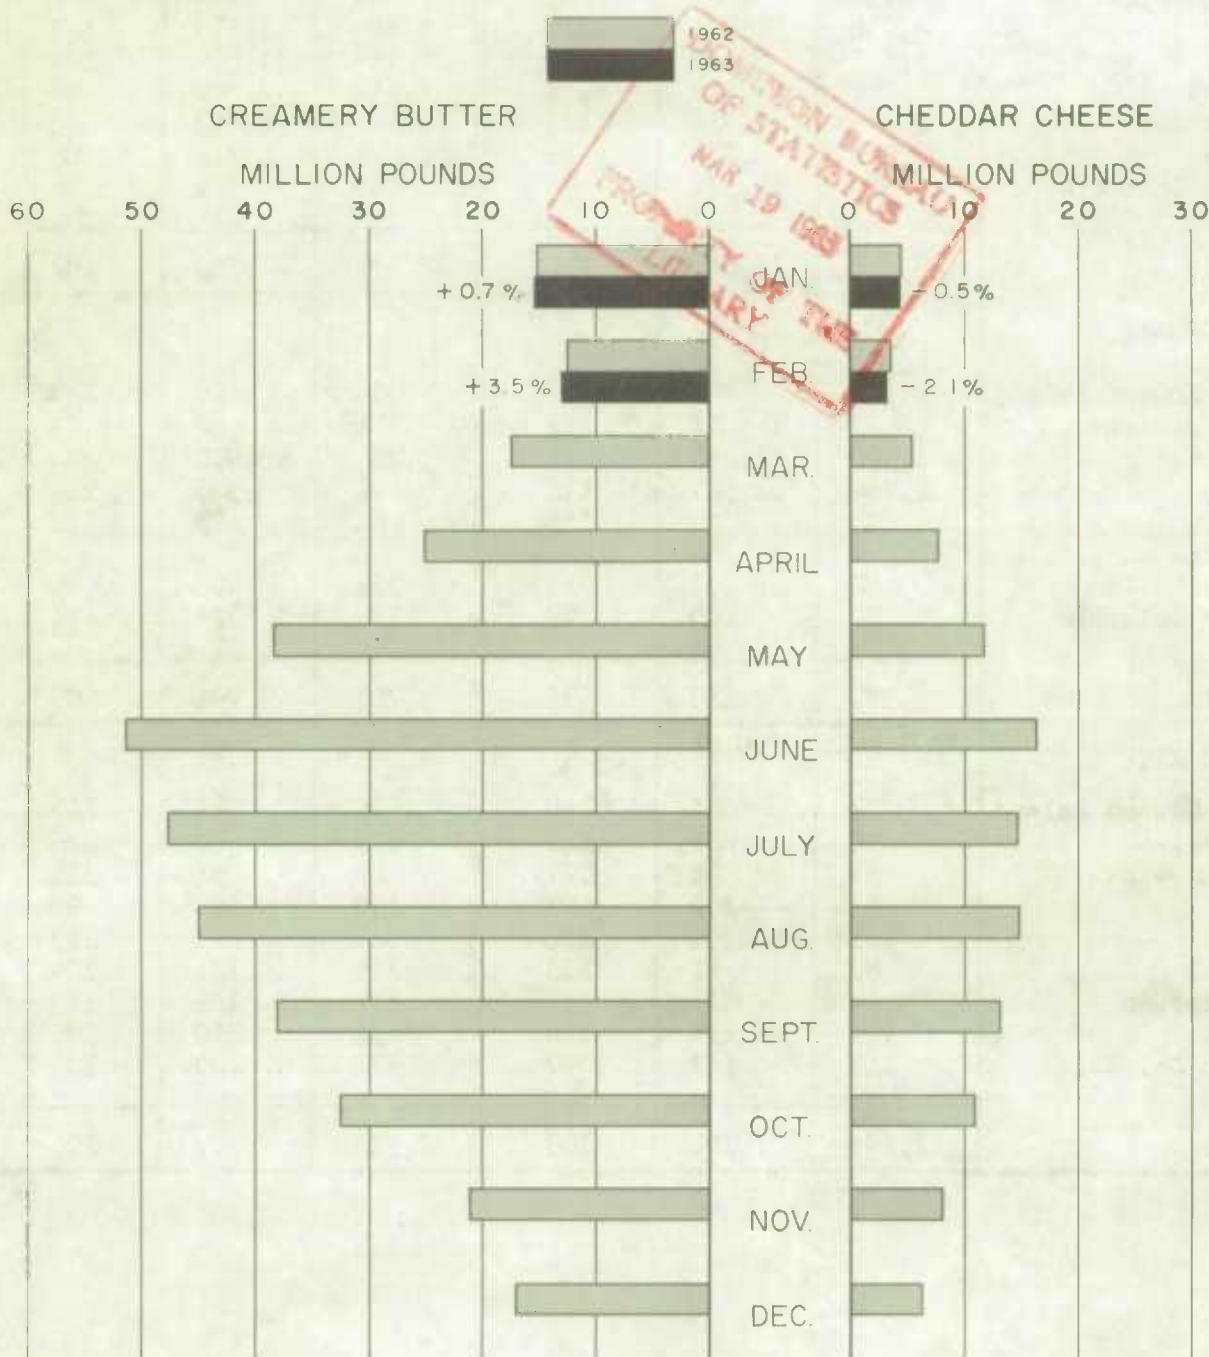 1962
1963
CREAMERY BUTTER
CHEDDAR CHEESE
MILLION POUNDS
MILLION POUNDS
60 50 40 30 20 10 0 0 10 20 30
DOMINION BUREAU
OF STATISTICS
MAR 19 1963
PROPERTY OF THE
LIBRARY
+0.7% JAN. -0.5%
+3.5% FEB. -2.1%
MAR.
APRIL
MAY
JUNE
JULY
AUG.
SEPT.
OCT.
NOV.
DEC.